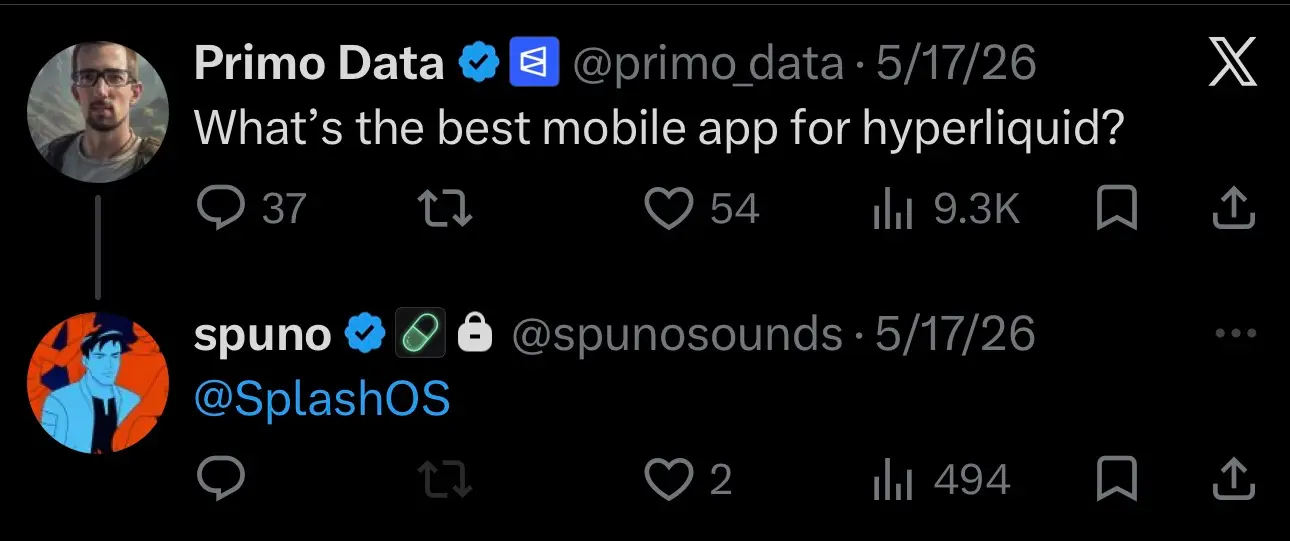 Primo Data @primo_data · 5/17/26
What’s the best mobile app for hyperliquid?
37 54 9.3K
spuno @spunosounds · 5/17/26
@SplashOS
2 494